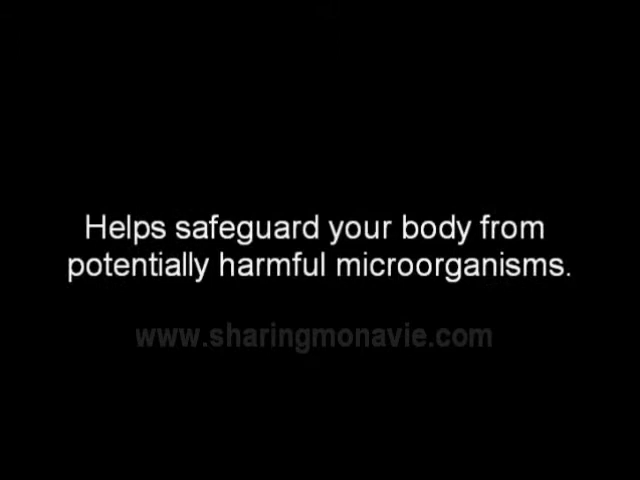 Helps safeguard your body from
potentially harmful microorganisms.
www.sharingmonavie.com